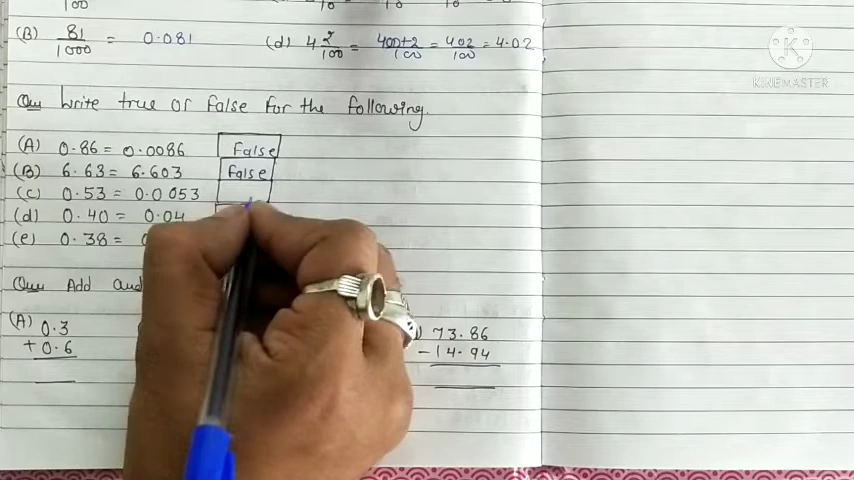 100
(B) 81/1000 = 0.081 (d) 4 2/100 = 400+2/100 = 402/100 = 4.02
KINEMASTER
Que Write true or False For the following.
(A) 0.86 = 0.0086 False
(B) 6.63 = 6.603 False
(c) 0.53 = 0.0053
(d) 0.40 = 0.04
(e) 0.38 =
Que Add and
(A) 0.3 73.86
+0.6 -14.94